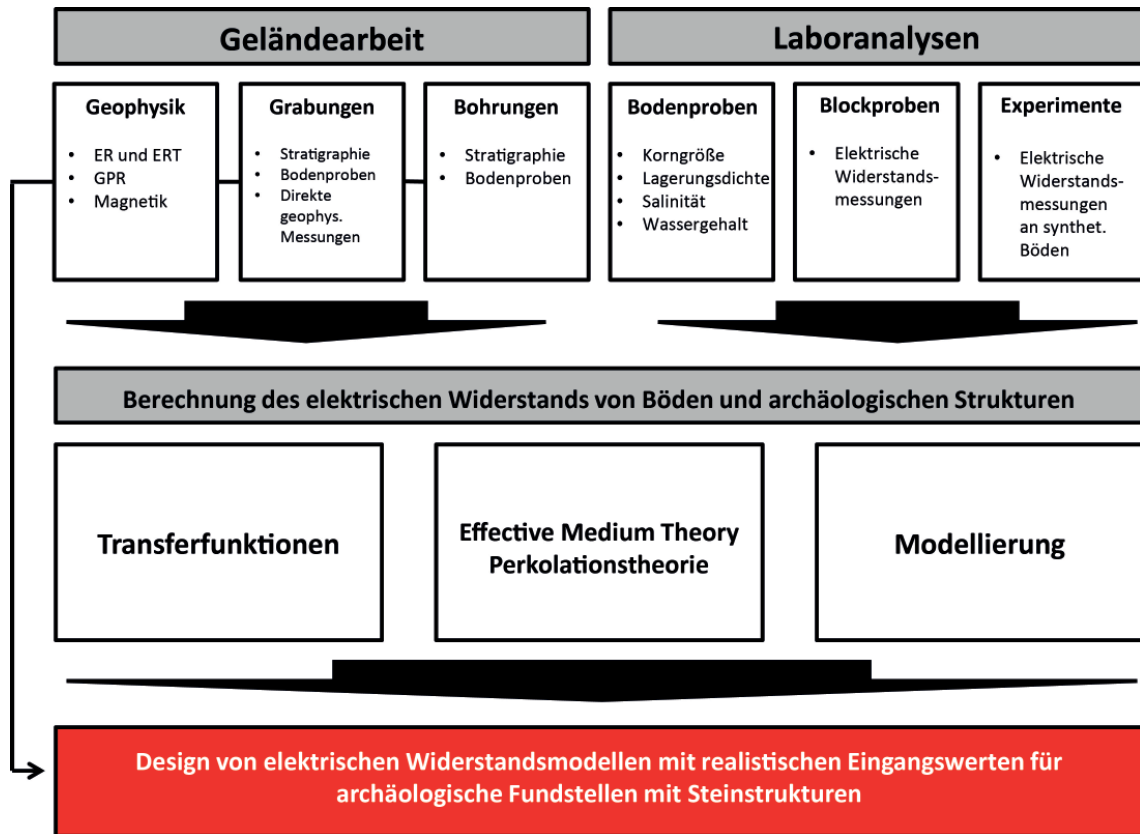 Geländearbeit
Laboranalysen
Geophysik
• ER und ERT
• GPR
• Magnetik
Grabungen
• Stratigraphie
• Bodenproben
• Direkte
geophys.
Messungen
Bohrungen
• Stratigraphie
• Bodenproben
Bodenproben
• Korngröße
• Lagerungsdichte
• Salinität
• Wassergehalt
Blockproben
• Elektrische
Widerstands-
messungen
Experimente
• Elektrische
Widerstands-
messungen
an synthet.
Böden
Berechnung des elektrischen Widerstands von Böden und archäologischen Strukturen
Transferfunktionen
Effective Medium Theory
Perkolationstheorie
Modellierung
Design von elektrischen Widerstandsmodellen mit realistischen Eingangswerten für
archäologische Fundstellen mit Steinstrukturen